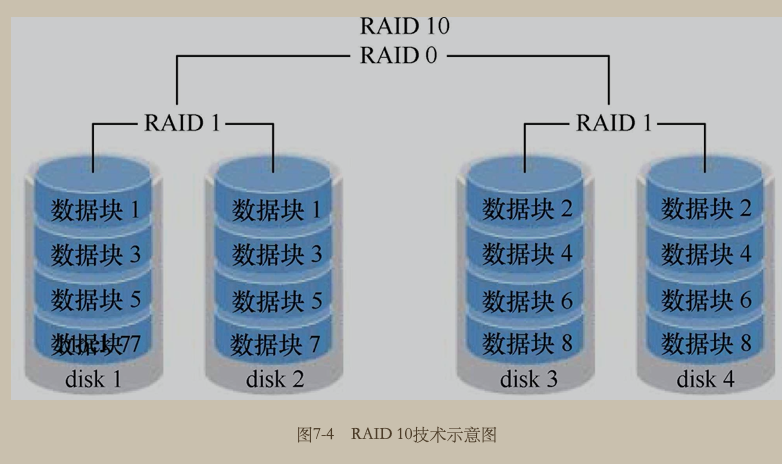 RAID 10
RAID 0
RAID 1 RAID 1
数据块 1 数据块 1 数据块 2 数据块 2
数据块 3 数据块 3 数据块 4 数据块 4
数据块 5 数据块 5 数据块 6 数据块 6
数据块 7 数据块 7 数据块 8 数据块 8
disk 1 disk 2 disk 3 disk 4
图7-4 RAID 10技术示意图